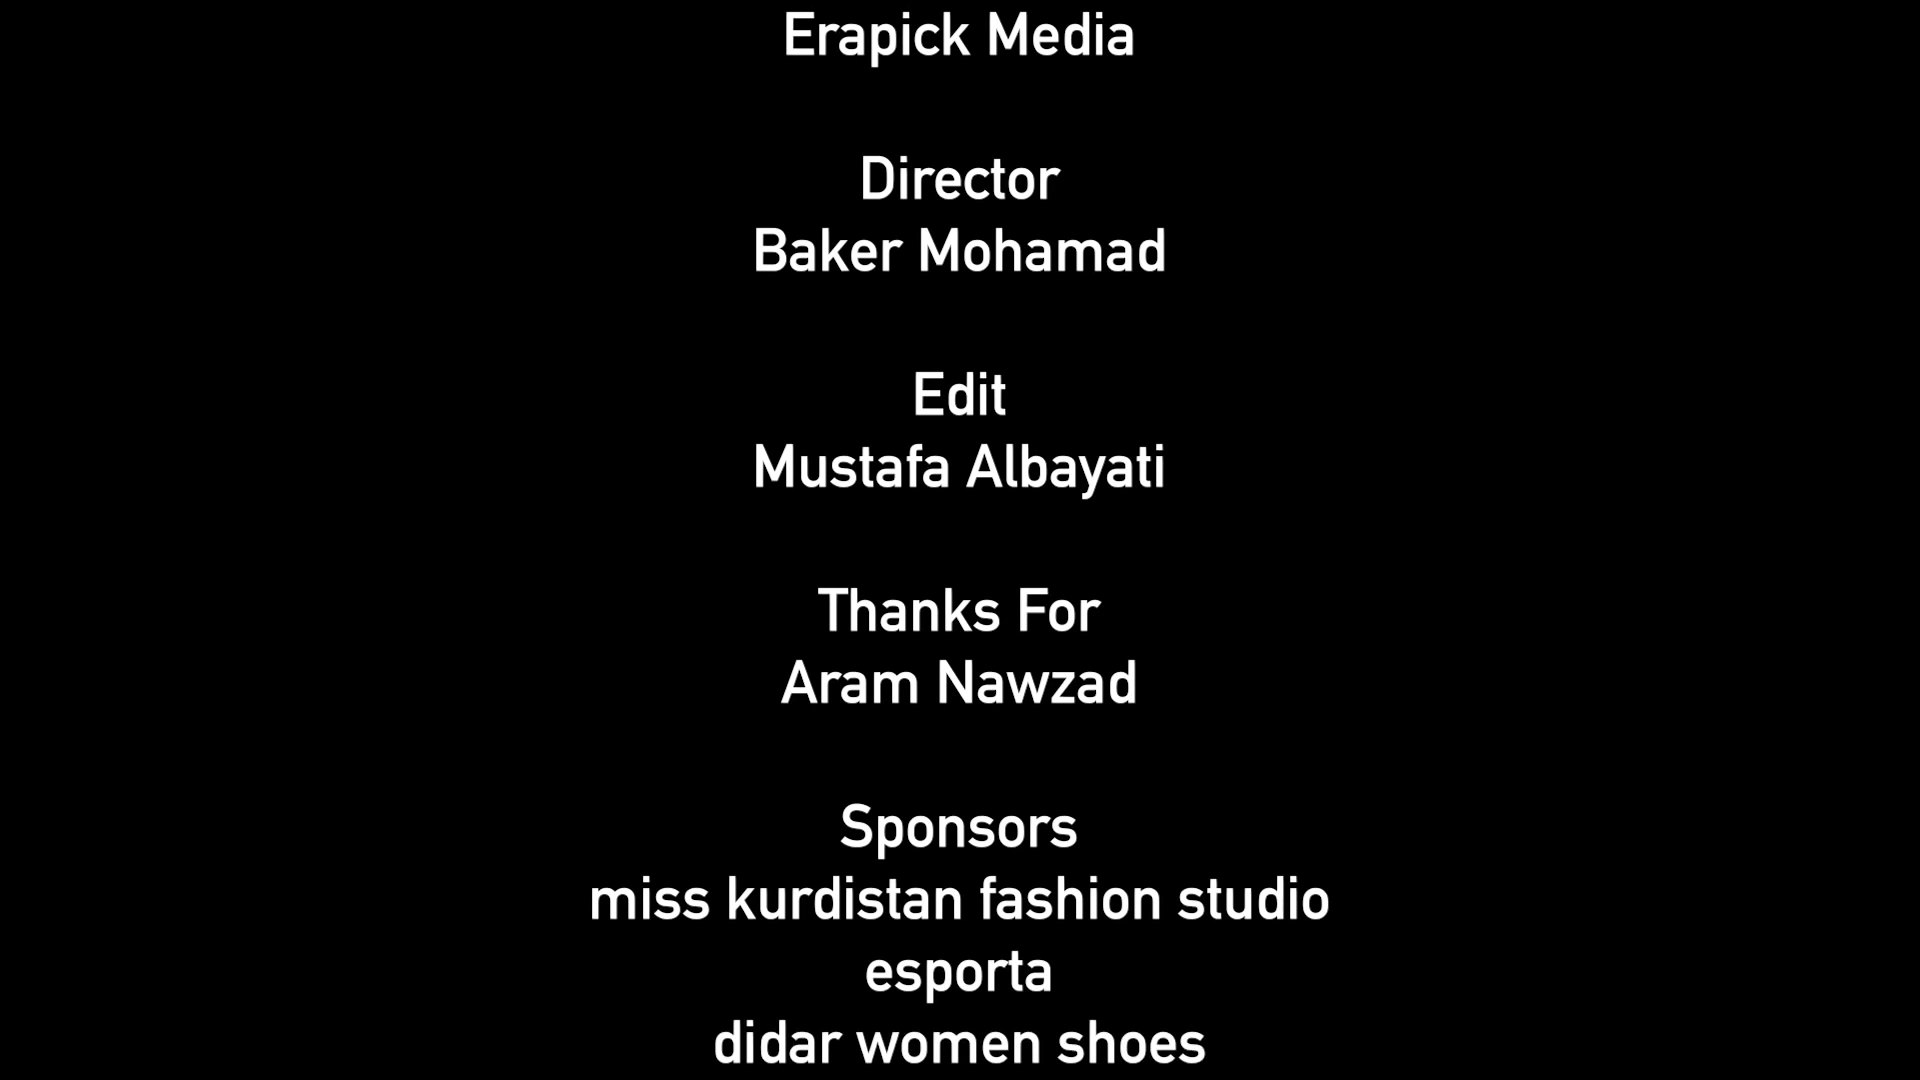 Erapick Media
Director
Baker Mohamad
Edit
Mustafa Albayati
Thanks For
Aram Nawzad
Sponsors
miss kurdistan fashion studio
esporta
didar women shoes